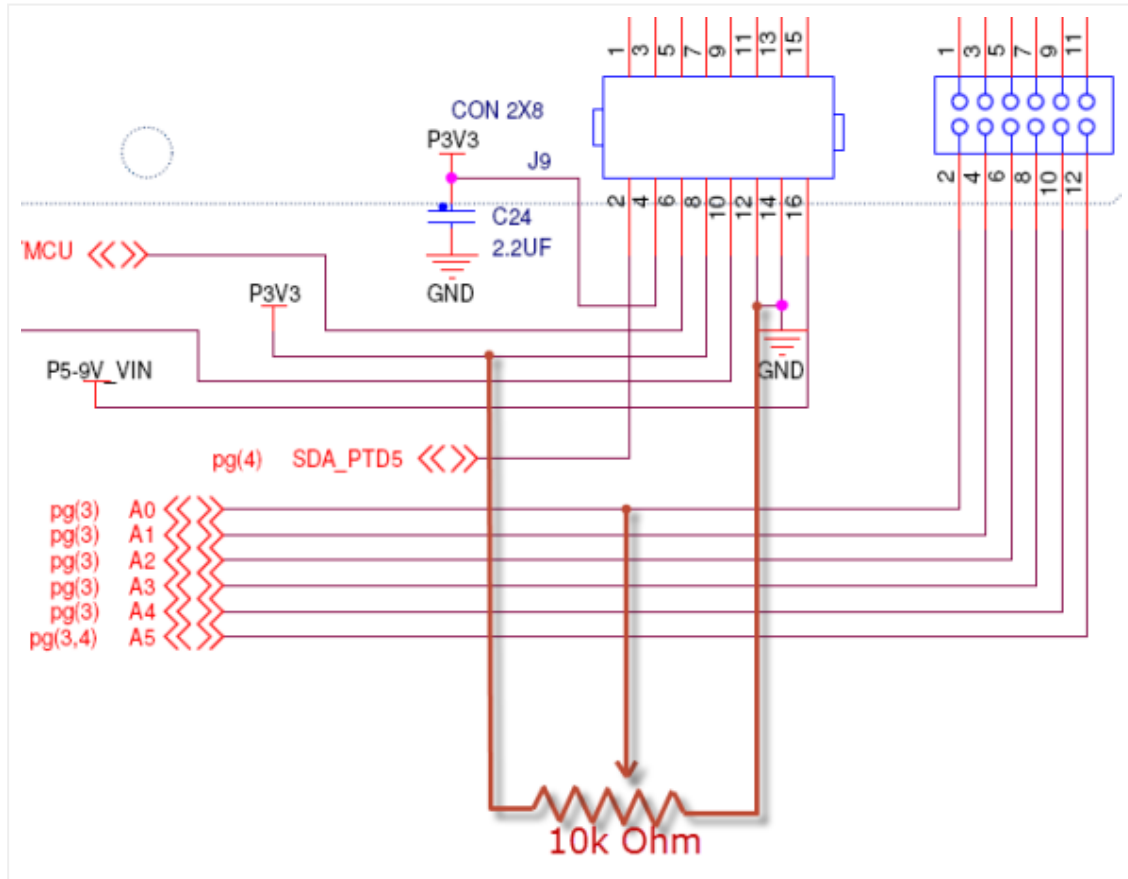 1 3 5 7 9 11 13 15
1 3 5 7 9 11
CON 2X8
P3V3
J9
2 4 6 8 10 12 14 16
2 4 6 8 10 12
C24
2.2UF
MCU
GND
P3V3
P5-9V_VIN
GND
pg(4) SDA_PTD5
pg(3) A0
pg(3) A1
pg(3) A2
pg(3) A3
pg(3) A4
pg(3,4) A5
10k Ohm